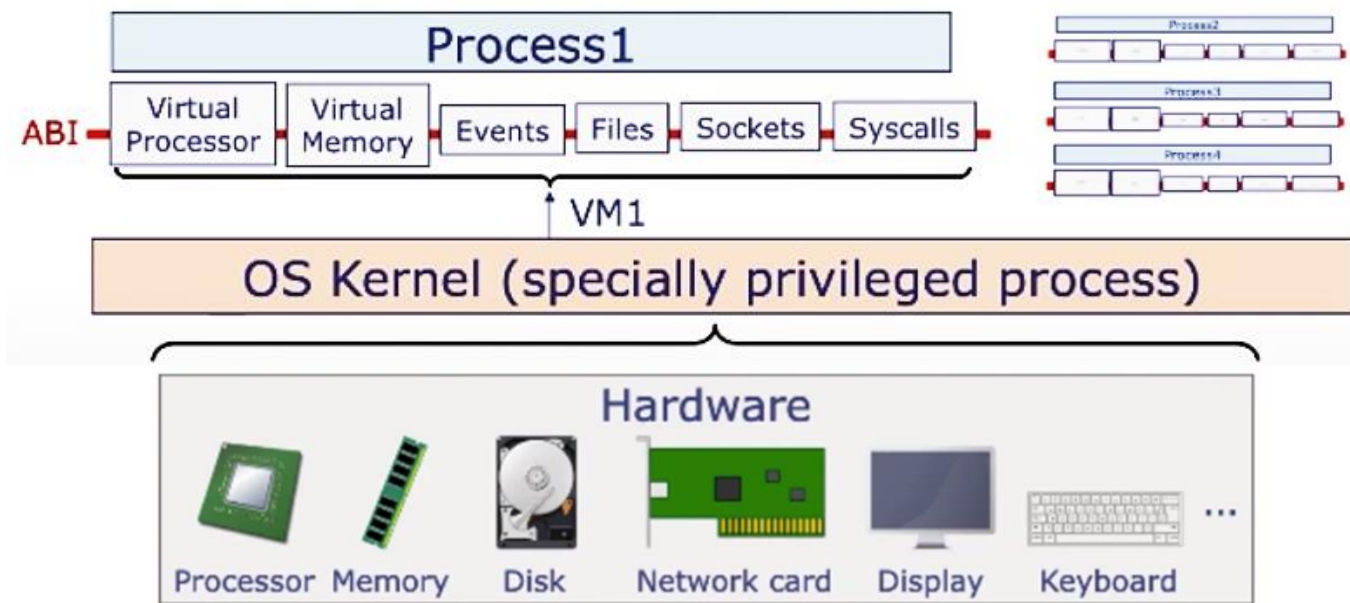 Process1
ABI
Virtual Processor
Virtual Memory
Events
Files
Sockets
Syscalls
Process2
Process3
Process4
VM1
OS Kernel (specially privileged process)
Hardware
Processor
Memory
Disk
Network card
Display
Keyboard
...